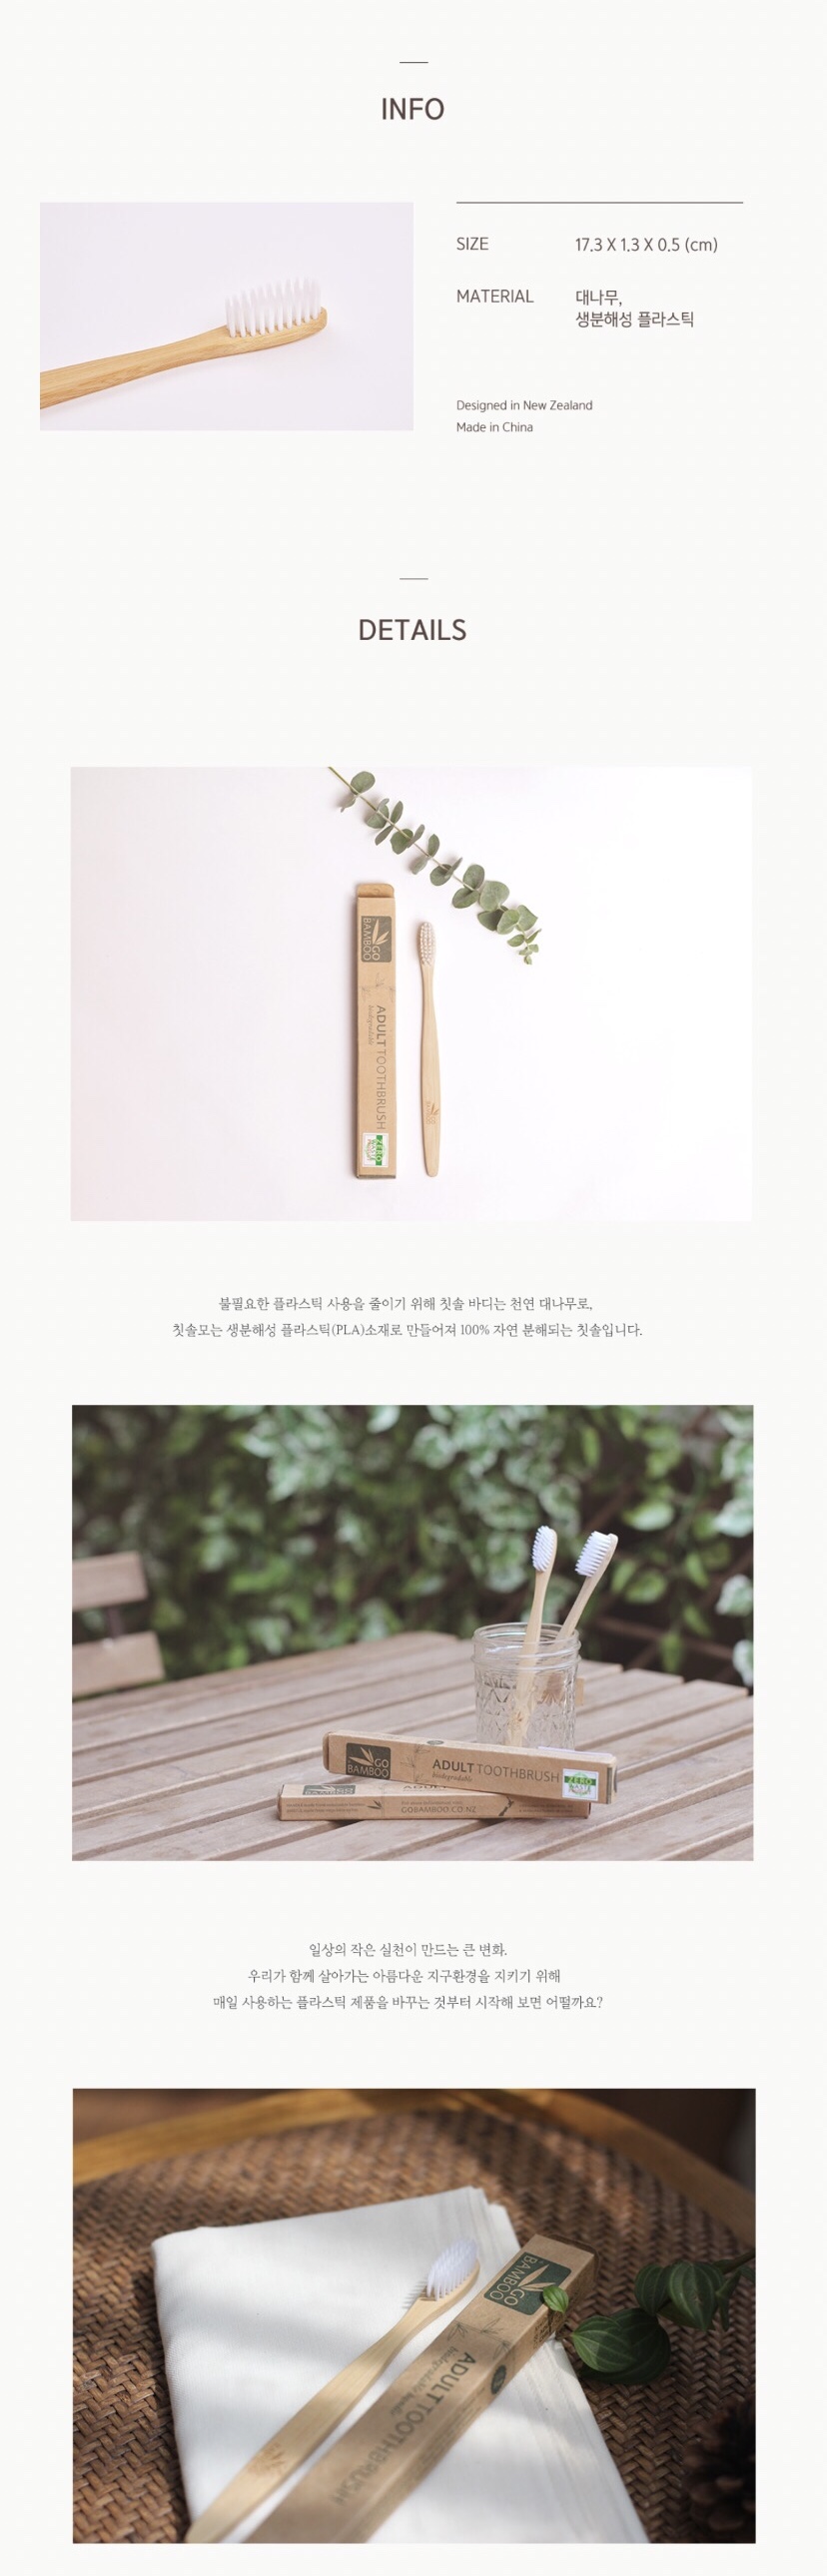 INFO
SIZE 17.3 X 1.3 X 0.5 (cm)
MATERIAL 대나무,
생분해성 플라스틱
Designed in New Zealand
Made in China
DETAILS
GO
BAMBOO
ADULT TOOTHBRUSH
biodegradable
ZERO
불필요한 플라스틱 사용을 줄이기 위해 칫솔 바디는 천연 대나무로,
칫솔모는 생분해성 플라스틱(PLA)소재로 만들어져 100% 자연 분해되는 칫솔입니다.
GO
BAMBOO
ADULT TOOTHBRUSH
biodegradable
ZERO
BAMBOO
GOBAMBOO.CO.NZ
일상의 작은 실천이 만드는 큰 변화.
우리가 함께 살아가는 아름다운 지구환경을 지키기 위해
매일 사용하는 플라스틱 제품을 바꾸는 것부터 시작해 보면 어떨까요?
GO
BAMBOO
ADULT TOOTHBRUSH